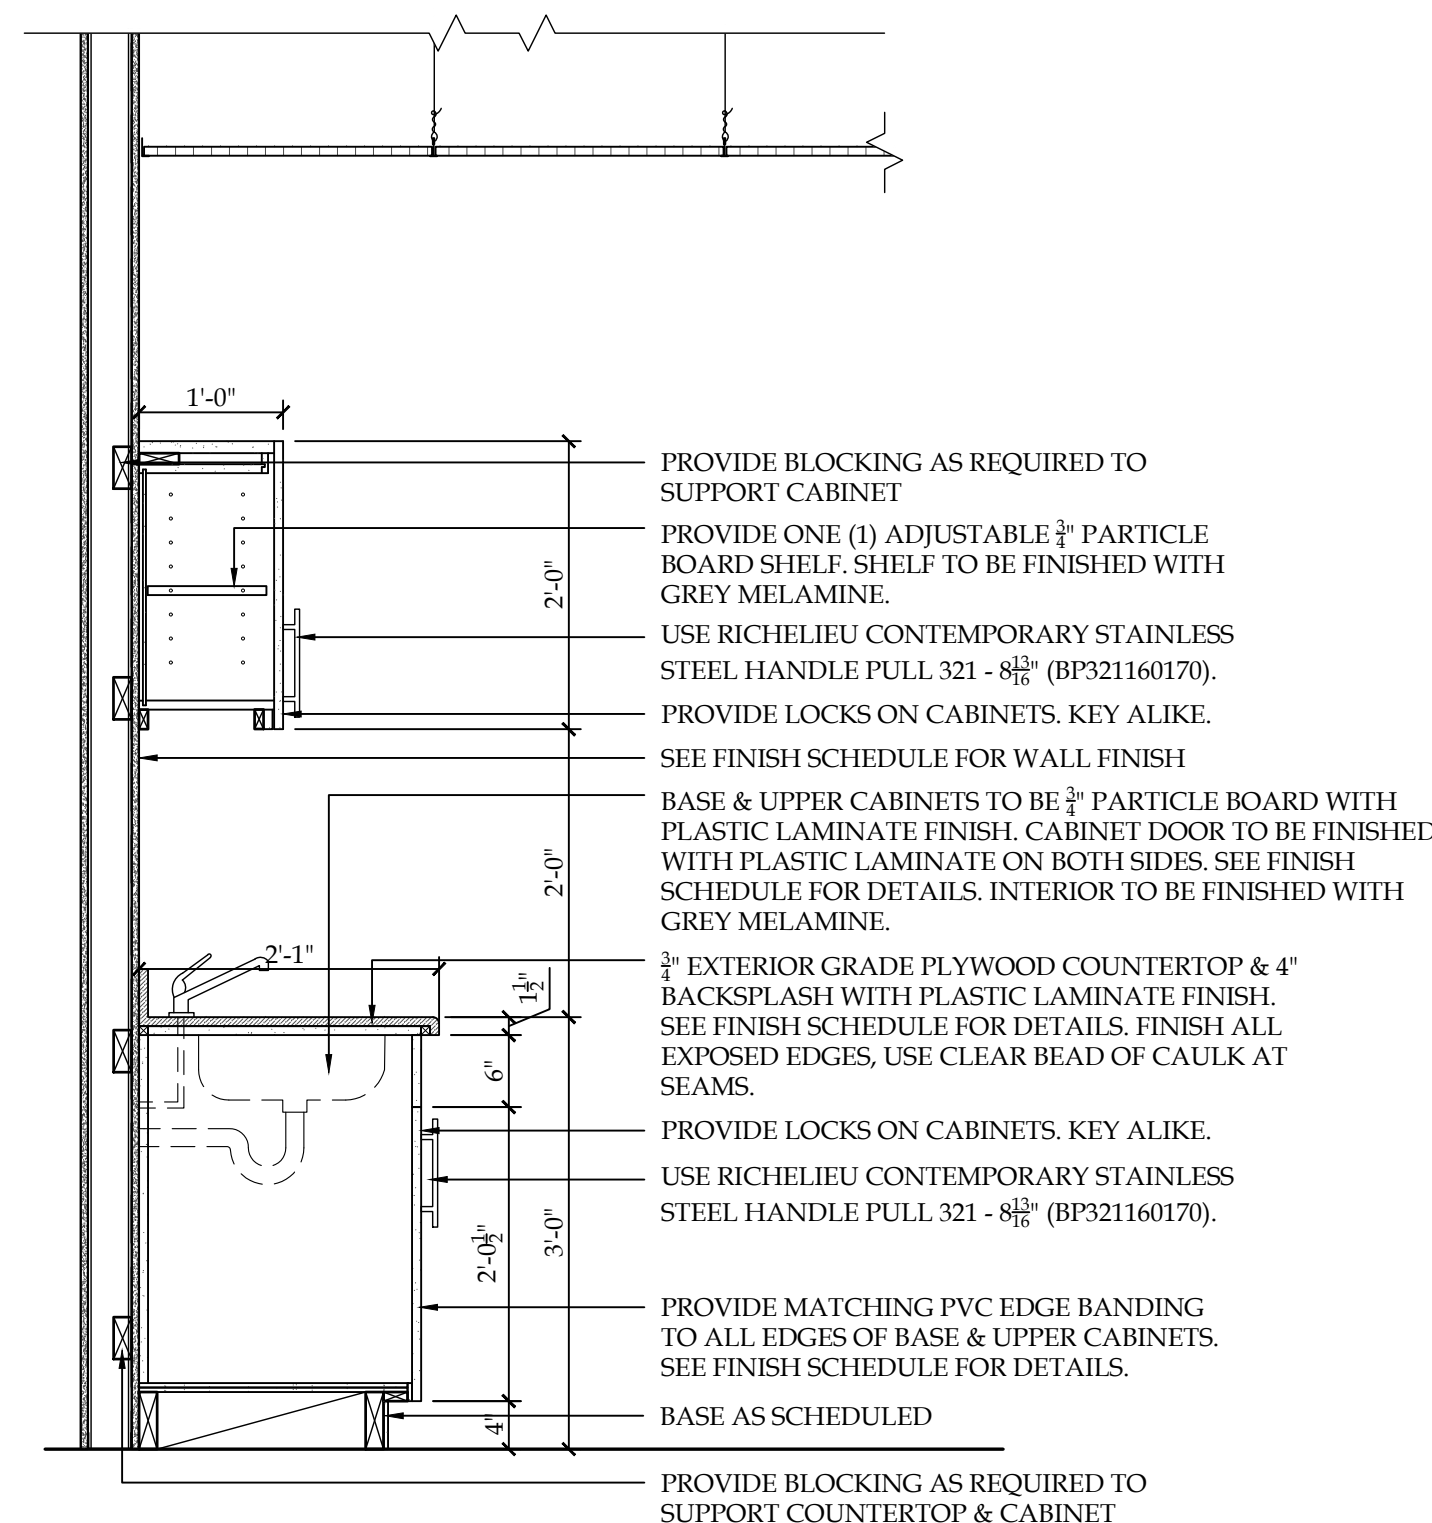 1'-0"
PROVIDE BLOCKING AS REQUIRED TO
SUPPORT CABINET
PROVIDE ONE (1) ADJUSTABLE 3/4" PARTICLE
BOARD SHELF. SHELF TO BE FINISHED WITH
GREY MELAMINE.
2'-0"
USE RICHELIEU CONTEMPORARY STAINLESS
STEEL HANDLE PULL 321 - 8 13/16" (BP321160170).
PROVIDE LOCKS ON CABINETS. KEY ALIKE.
SEE FINISH SCHEDULE FOR WALL FINISH
BASE & UPPER CABINETS TO BE 3/4" PARTICLE BOARD WITH
PLASTIC LAMINATE FINISH. CABINET DOOR TO BE FINISHED
WITH PLASTIC LAMINATE ON BOTH SIDES. SEE FINISH
SCHEDULE FOR DETAILS. INTERIOR TO BE FINISHED WITH
GREY MELAMINE.
2'-0"
2'-1"
1 1/2"
3/4" EXTERIOR GRADE PLYWOOD COUNTERTOP & 4"
BACKSPLASH WITH PLASTIC LAMINATE FINISH.
SEE FINISH SCHEDULE FOR DETAILS. FINISH ALL
EXPOSED EDGES, USE CLEAR BEAD OF CAULK AT
SEAMS.
6"
PROVIDE LOCKS ON CABINETS. KEY ALIKE.
USE RICHELIEU CONTEMPORARY STAINLESS
STEEL HANDLE PULL 321 - 8 13/16" (BP321160170).
2'-0 1/2"
3'-0"
PROVIDE MATCHING PVC EDGE BANDING
TO ALL EDGES OF BASE & UPPER CABINETS.
SEE FINISH SCHEDULE FOR DETAILS.
4"
BASE AS SCHEDULED
PROVIDE BLOCKING AS REQUIRED TO
SUPPORT COUNTERTOP & CABINET